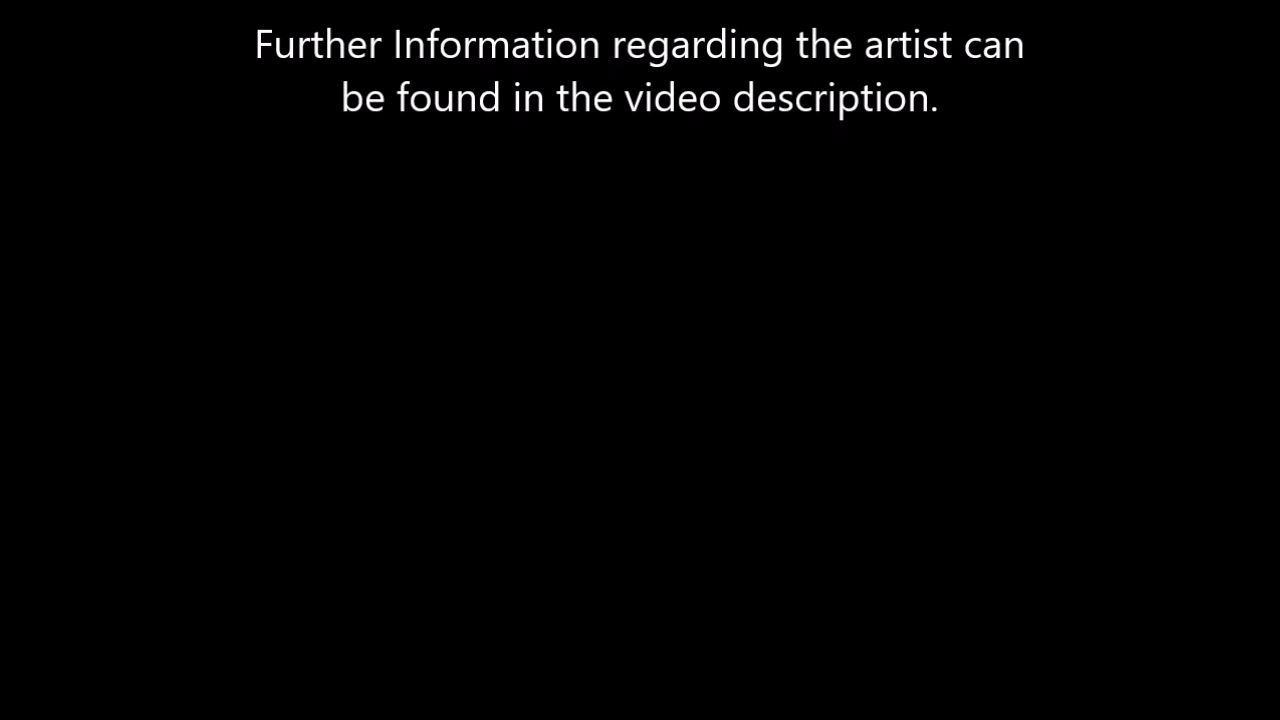 Further Information regarding the artist can
be found in the video description.